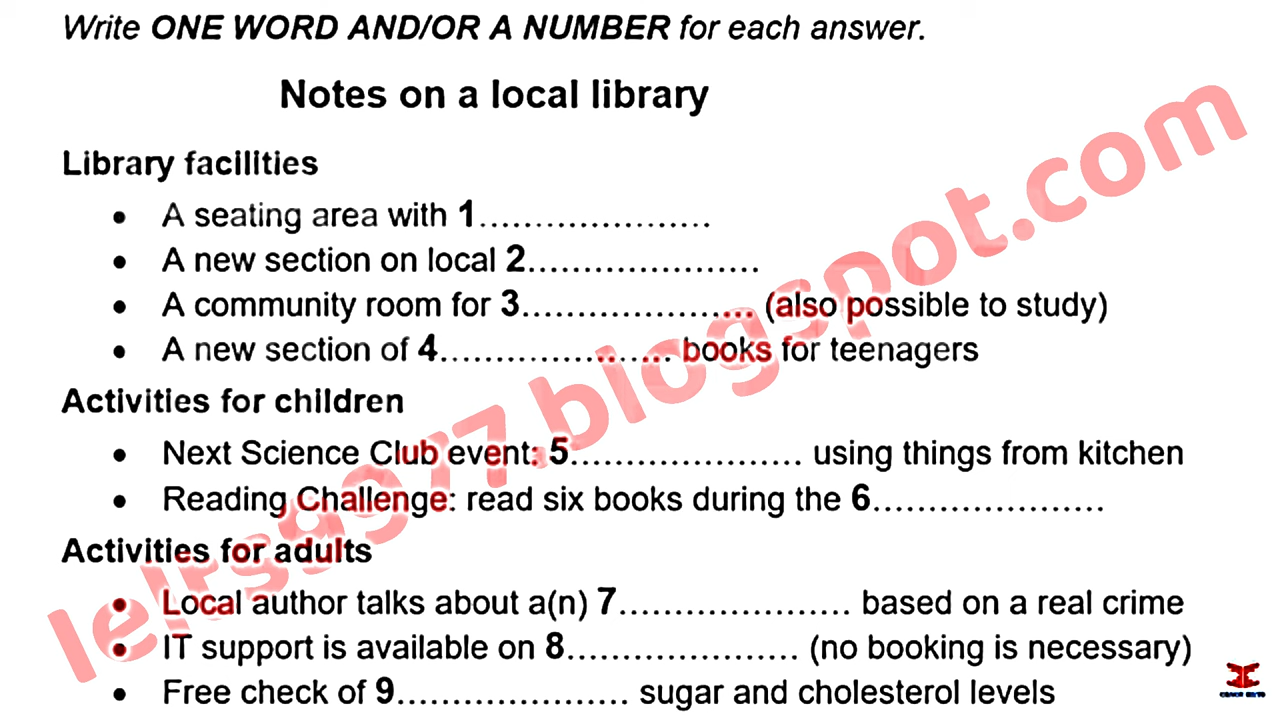 Write ONE WORD AND/OR A NUMBER for each answer.
Notes on a local library
Library facilities
• A seating area with 1.....................
• A new section on local 2.....................
• A community room for 3..................... (also possible to study)
• A new section of 4..................... books for teenagers
Activities for children
• Next Science Club event: 5..................... using things from kitchen
• Reading Challenge: read six books during the 6.....................
Activities for adults
• Local author talks about a(n) 7..................... based on a real crime
• IT support is available on 8..................... (no booking is necessary)
• Free check of 9..................... sugar and cholesterol levels
Ielts9977.blogspot.com